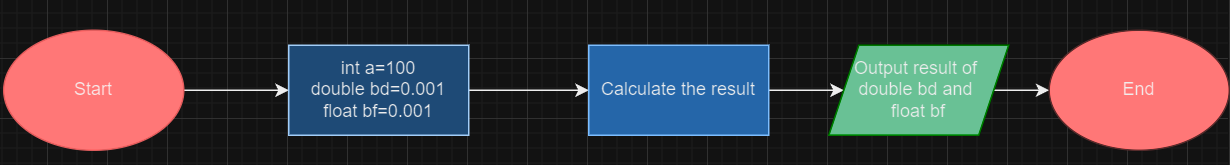 Start
int a=100
double bd=0.001
float bf=0.001
Calculate the result
Output result of
double bd and
float bf
End